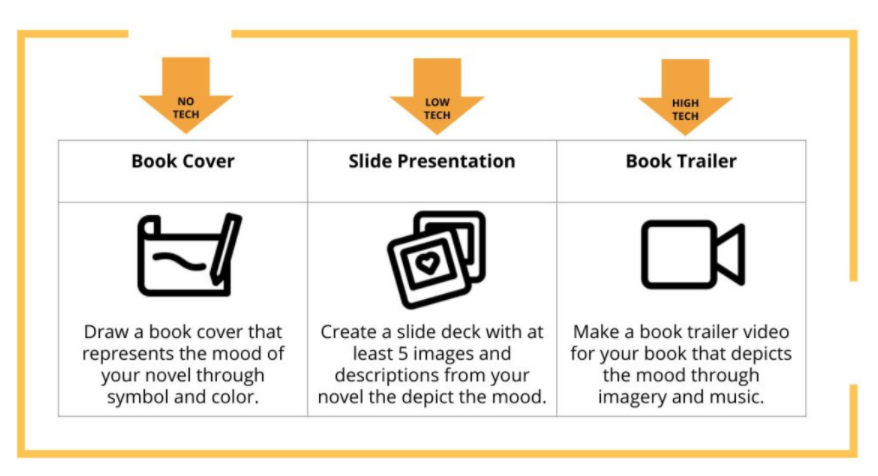 NO
TECH
LOW
TECH
HIGH
TECH
Book Cover
Slide Presentation
Book Trailer
Draw a book cover that
represents the mood of
your novel through
symbol and color.
Create a slide deck with at
least 5 images and
descriptions from your
novel the depict the mood.
Make a book trailer video
for your book that depicts
the mood through
imagery and music.